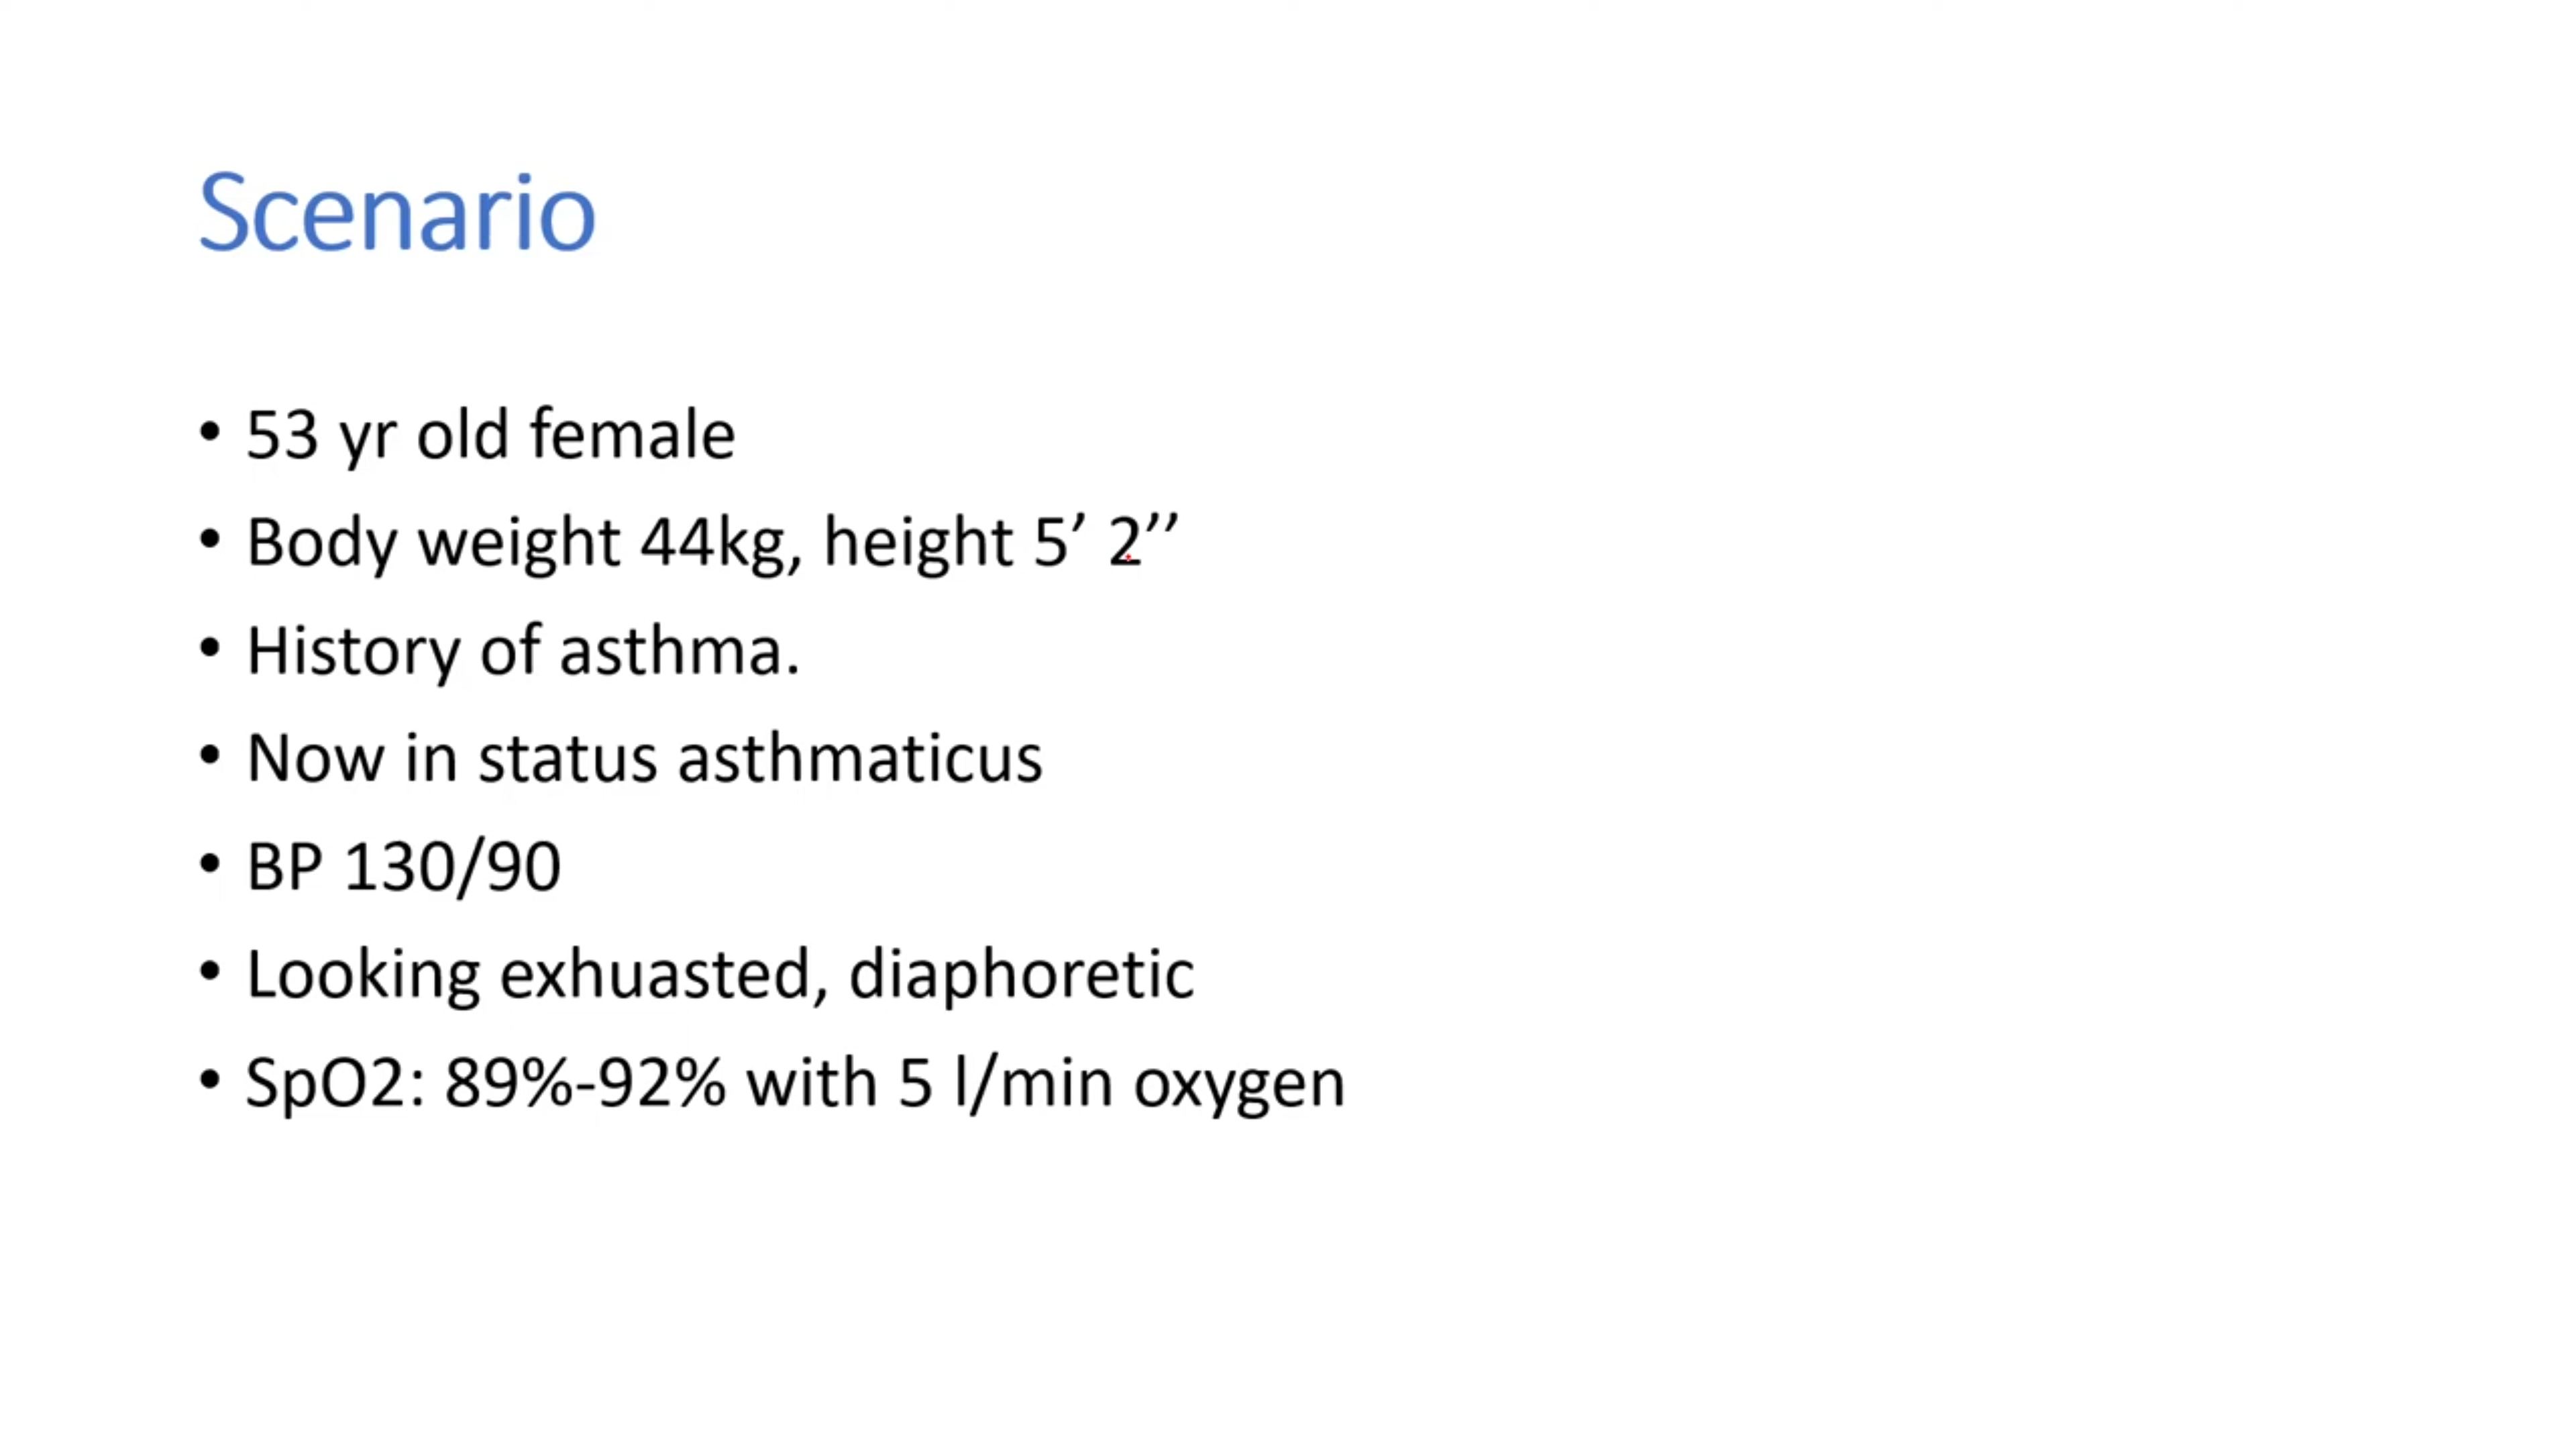 Scenario
• 53 yr old female
• Body weight 44kg, height 5’ 2’’
• History of asthma.
• Now in status asthmaticus
• BP 130/90
• Looking exhuasted, diaphoretic
• SpO2: 89%-92% with 5 l/min oxygen